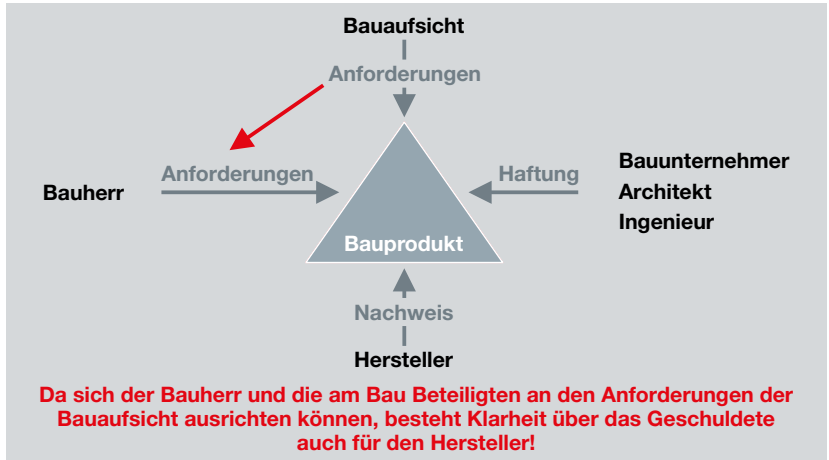 Bauaufsicht
Anforderungen
Anforderungen
Bauherr
Haftung
Bauunternehmer
Architekt
Ingenieur
Bauprodukt
Nachweis
Hersteller
Da sich der Bauherr und die am Bau Beteiligten an den Anforderungen der
Bauaufsicht ausrichten können, besteht Klarheit über das Geschuldete
auch für den Hersteller!